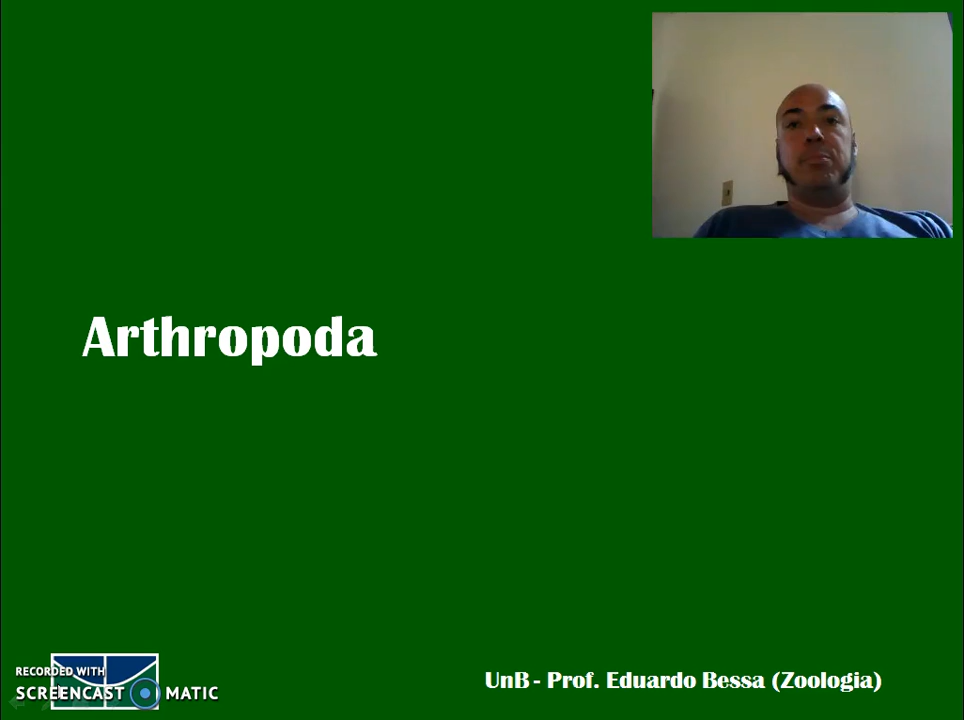 Arthropoda
RECORDED WITH
SCREENCAST MATIC
UnB - Prof. Eduardo Bessa (Zoologia)